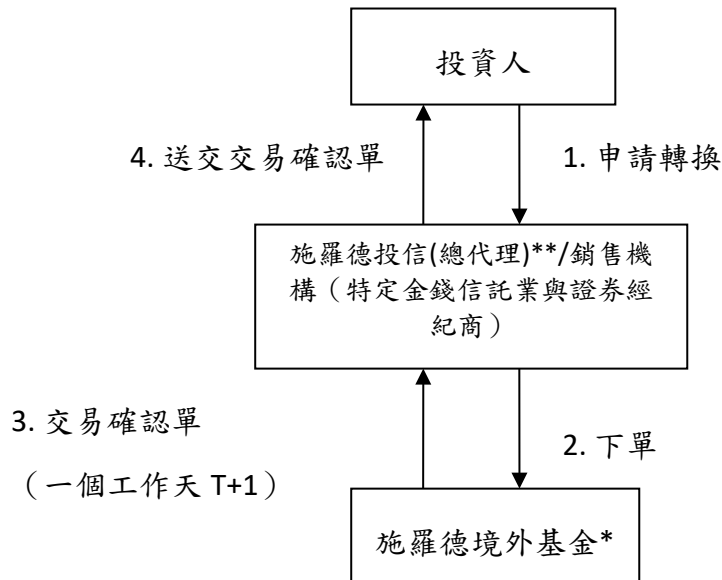 投資人
4. 送交交易確認單
1. 申請轉換
施羅德投信(總代理)**/銷售機
構（特定金錢信託業與證券經
紀商）
3. 交易確認單
（一個工作天 T+1）
2. 下單
施羅德境外基金*